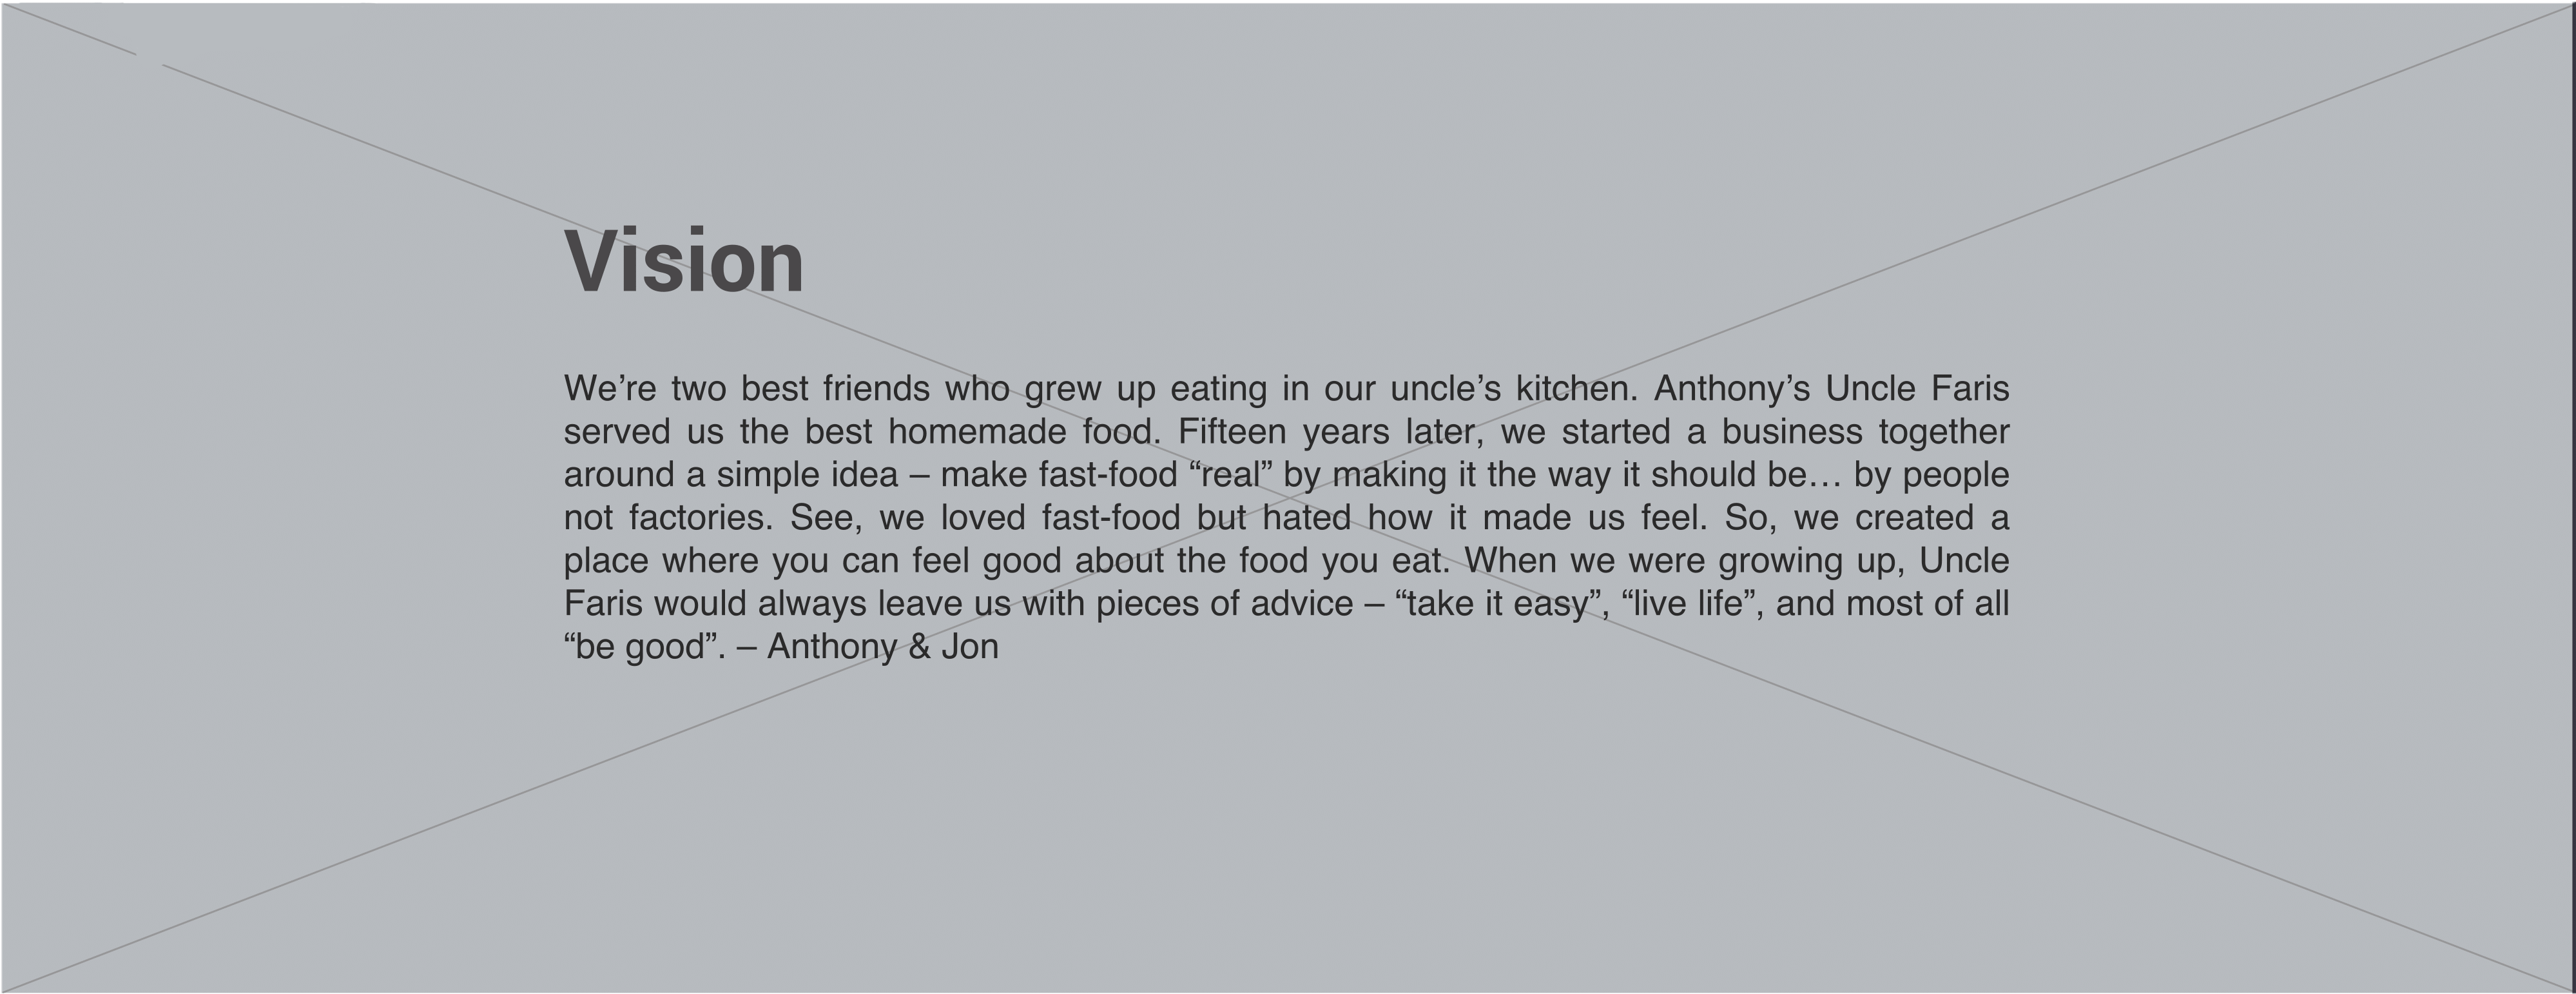 Vision
We’re two best friends who grew up eating in our uncle’s kitchen. Anthony’s Uncle Faris
served us the best homemade food. Fifteen years later, we started a business together
around a simple idea – make fast-food “real” by making it the way it should be… by people
not factories. See, we loved fast-food but hated how it made us feel. So, we created a
place where you can feel good about the food you eat. When we were growing up, Uncle
Faris would always leave us with pieces of advice – “take it easy”, “live life”, and most of all
“be good”. – Anthony & Jon